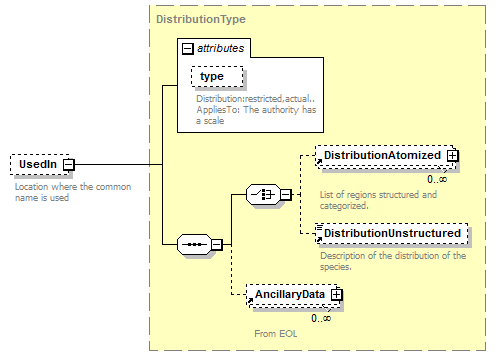 DistributionType
attributes
type
Distribution:restricted,actual..
AppliesTo: The authority has
a scale
UsedIn
Location where the common
name is used
DistributionAtomized
0..∞
List of regions structured and
categorized.
DistributionUnstructured
Description of the distribution of the
species.
AncillaryData
0..∞
From EOL